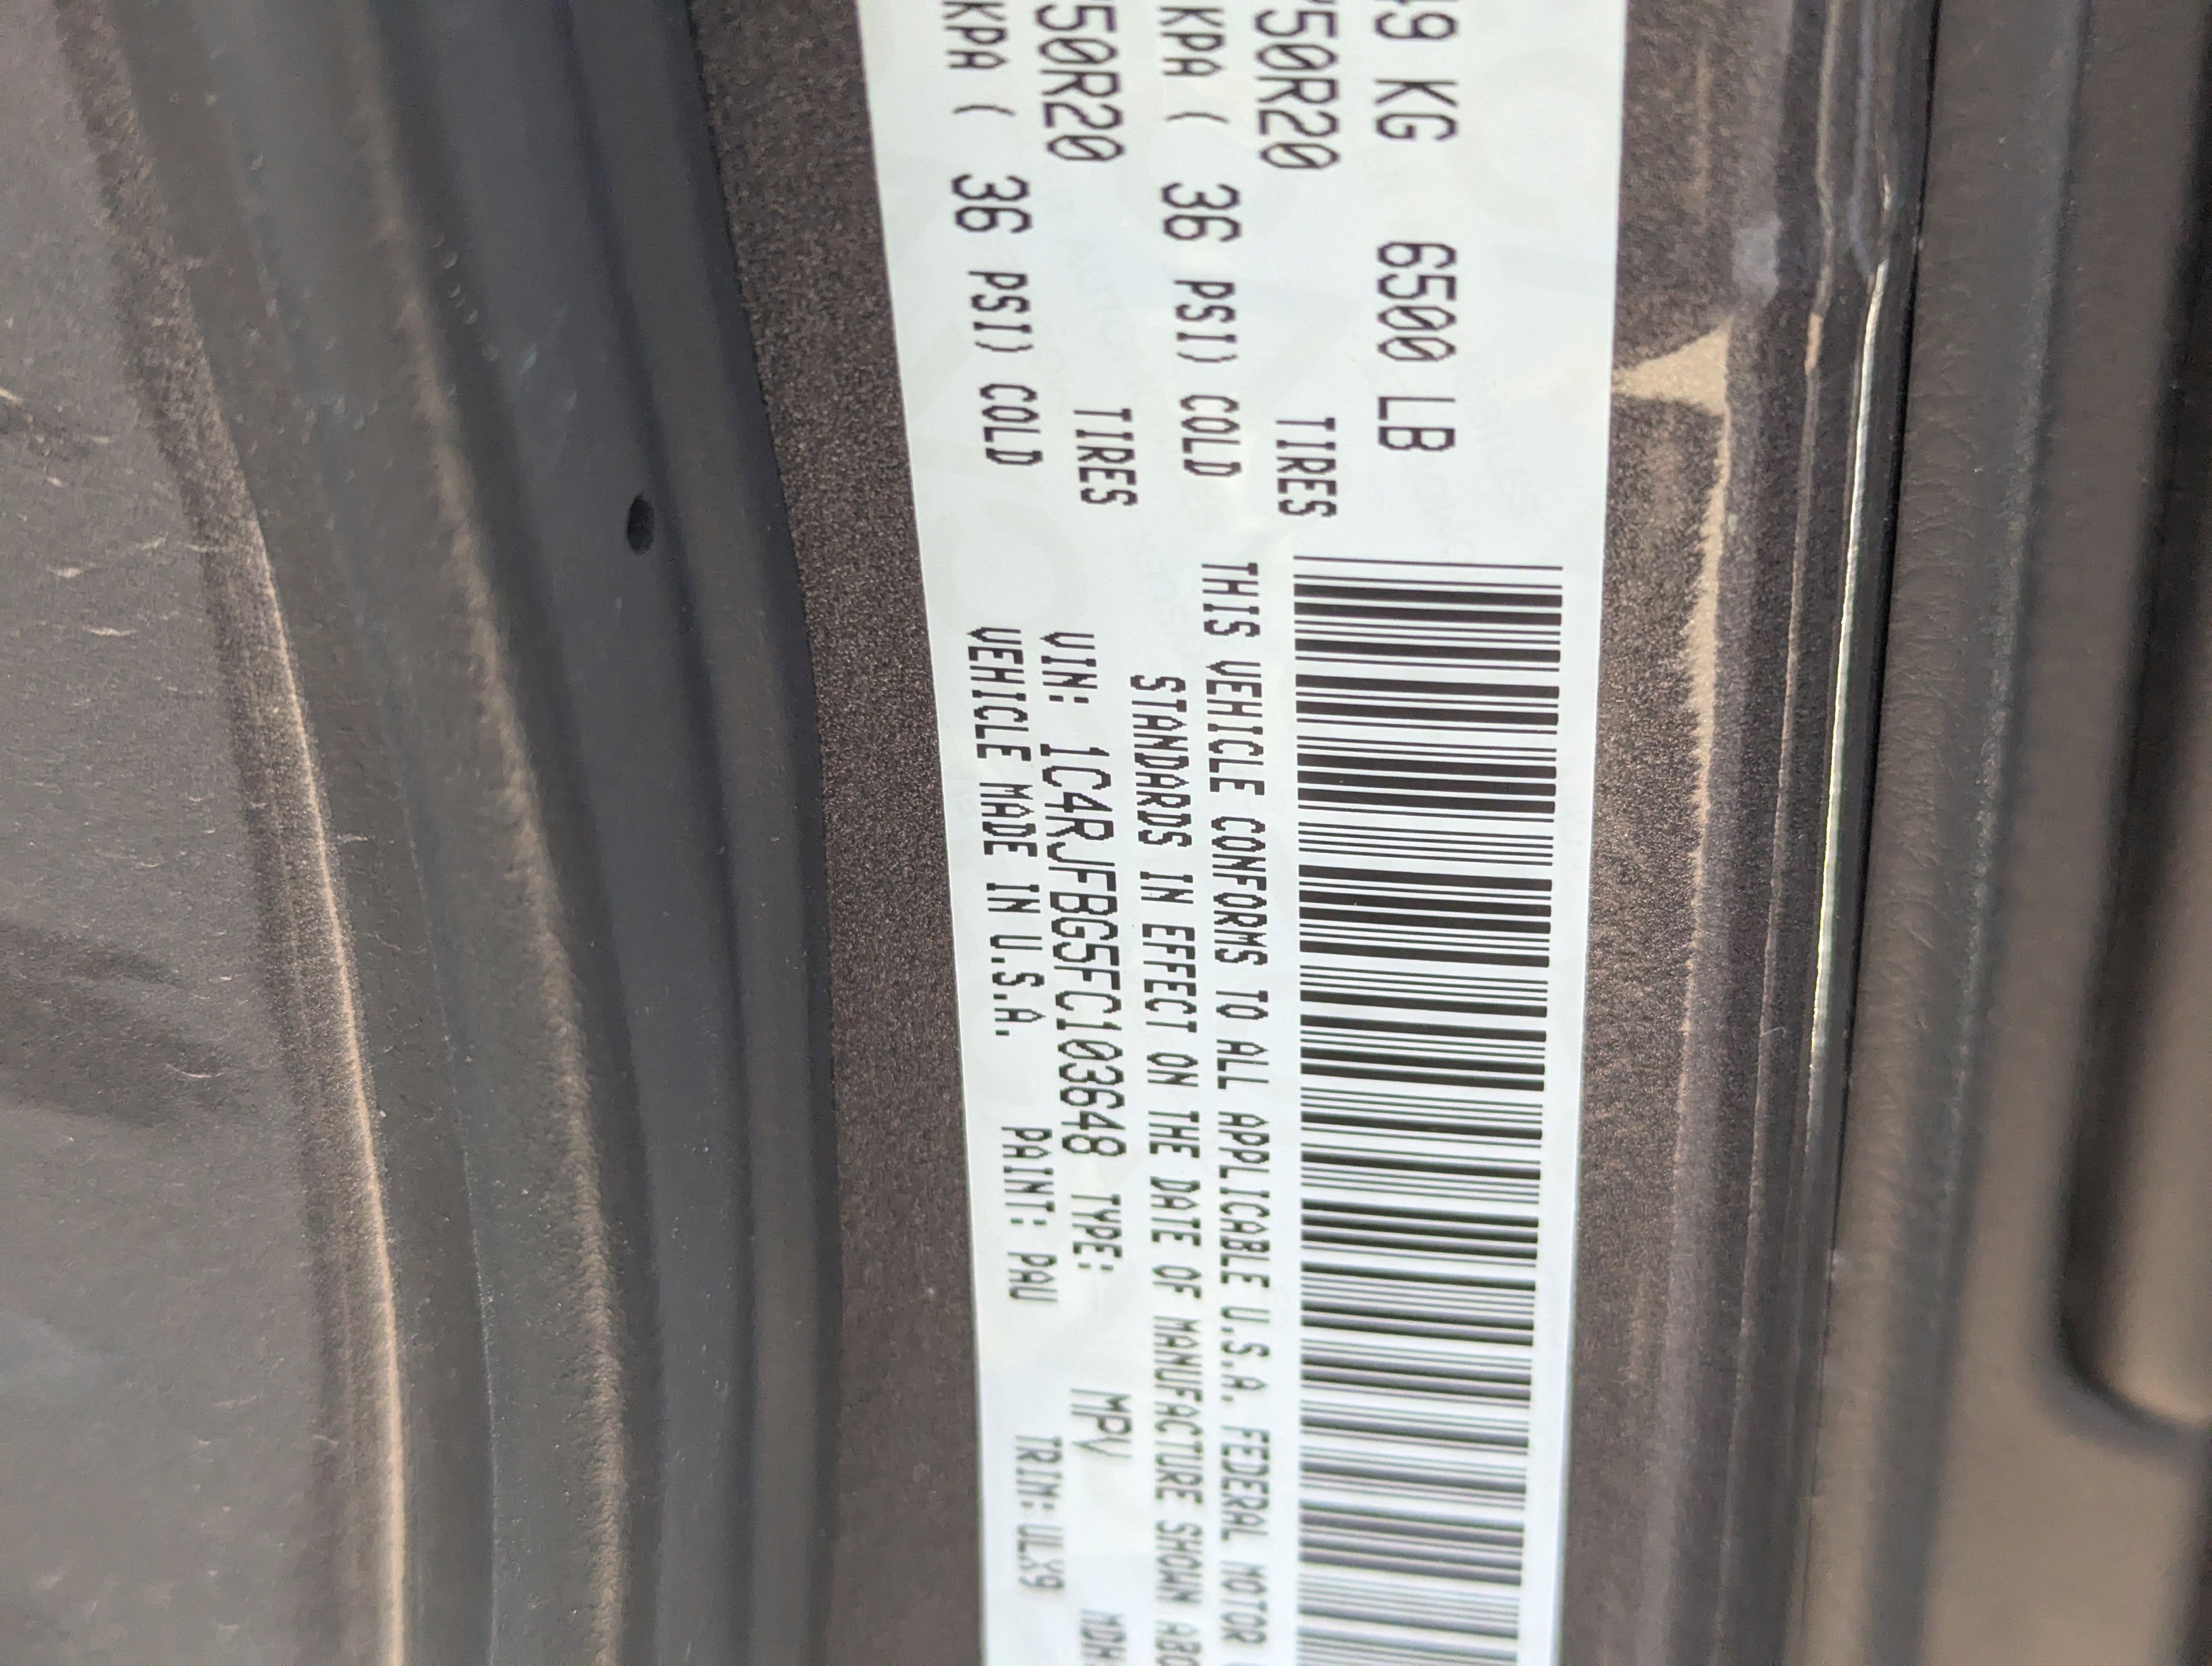 49 KG 6500 LB
TIRES
50R20
KPA ( 36 PSI) COLD
TIRES
50R20
KPA ( 36 PSI) COLD
THIS VEHICLE CONFORMS TO ALL APPLICABLE U.S.A. FEDERAL MOTOR
STANDARDS IN EFFECT ON THE DATE OF MANUFACTURE SHOWN ABO
VIN: 1C4RJFBG5FC103648 TYPE: MPV
VEHICLE MADE IN U.S.A. PAINT: PAU TRIM: ULX9